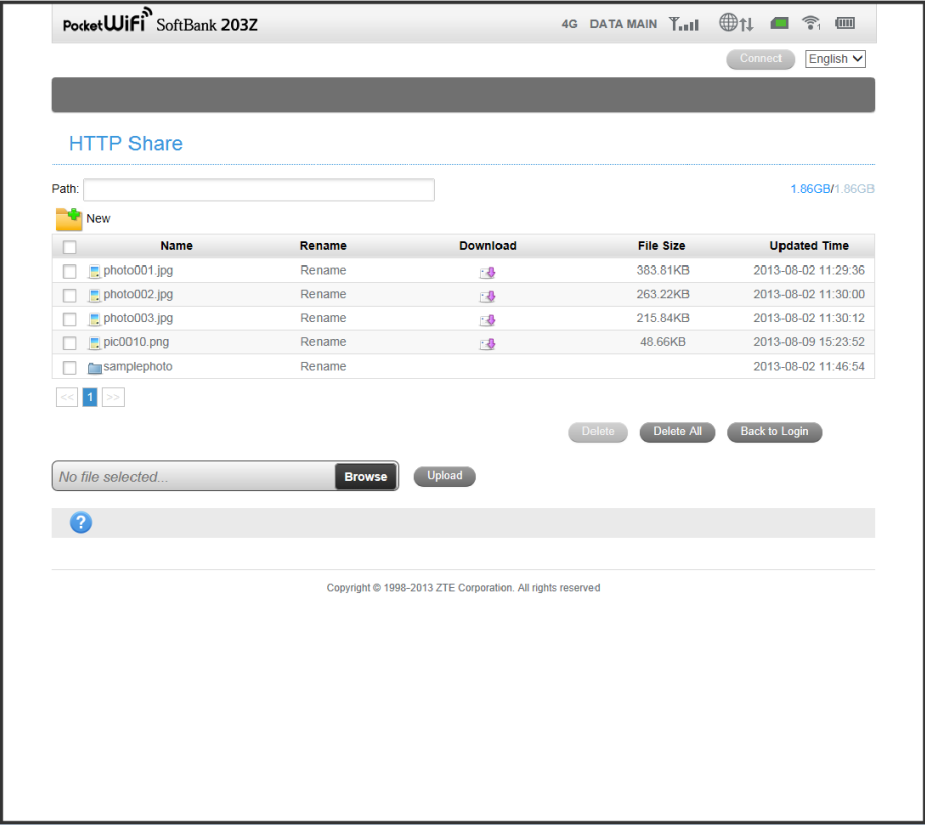 PocketWiFi SoftBank 203Z 4G DATA MAIN 1
Connect English
HTTP Share
Path: 1.86GB/1.86GB
New
Name Rename Download File Size Updated Time
photo001.jpg Rename 383.81KB 2013-08-02 11:29:36
photo002.jpg Rename 263.22KB 2013-08-02 11:30:00
photo003.jpg Rename 215.84KB 2013-08-02 11:30:12
pic0010.png Rename 48.66KB 2013-08-09 15:23:52
samplephoto Rename 2013-08-02 11:46:54
<< 1 >>
Delete Delete All Back to Login
No file selected... Browse Upload
?
Copyright © 1998-2013 ZTE Corporation. All rights reserved